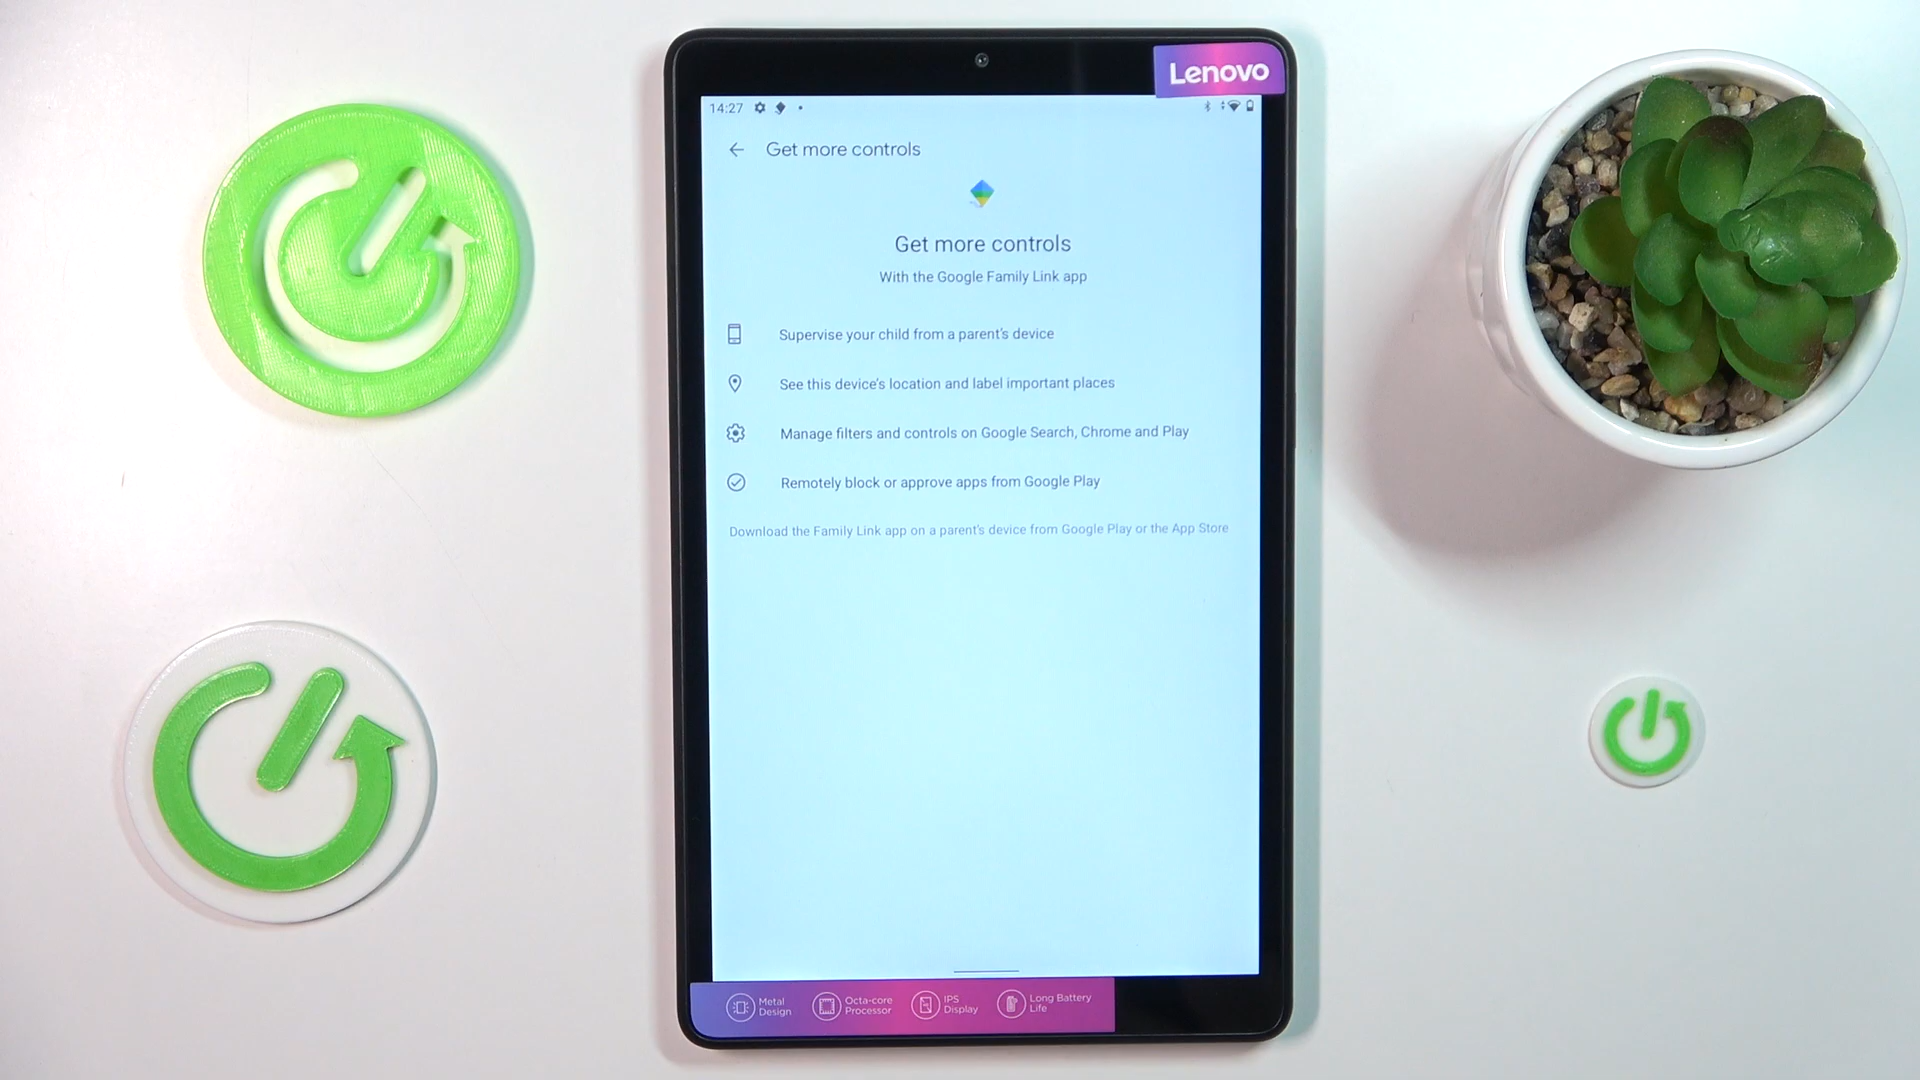 Lenovo
14:27
Get more controls
Get more controls
With the Google Family Link app
Supervise your child from a parent's device
See this device's location and label important places
Manage filters and controls on Google Search, Chrome and Play
Remotely block or approve apps from Google Play
Download the Family Link app on a parent's device from Google Play or the App Store
Metal
Design
Octa-core
Processor
IPS
Display
Long Battery
Life